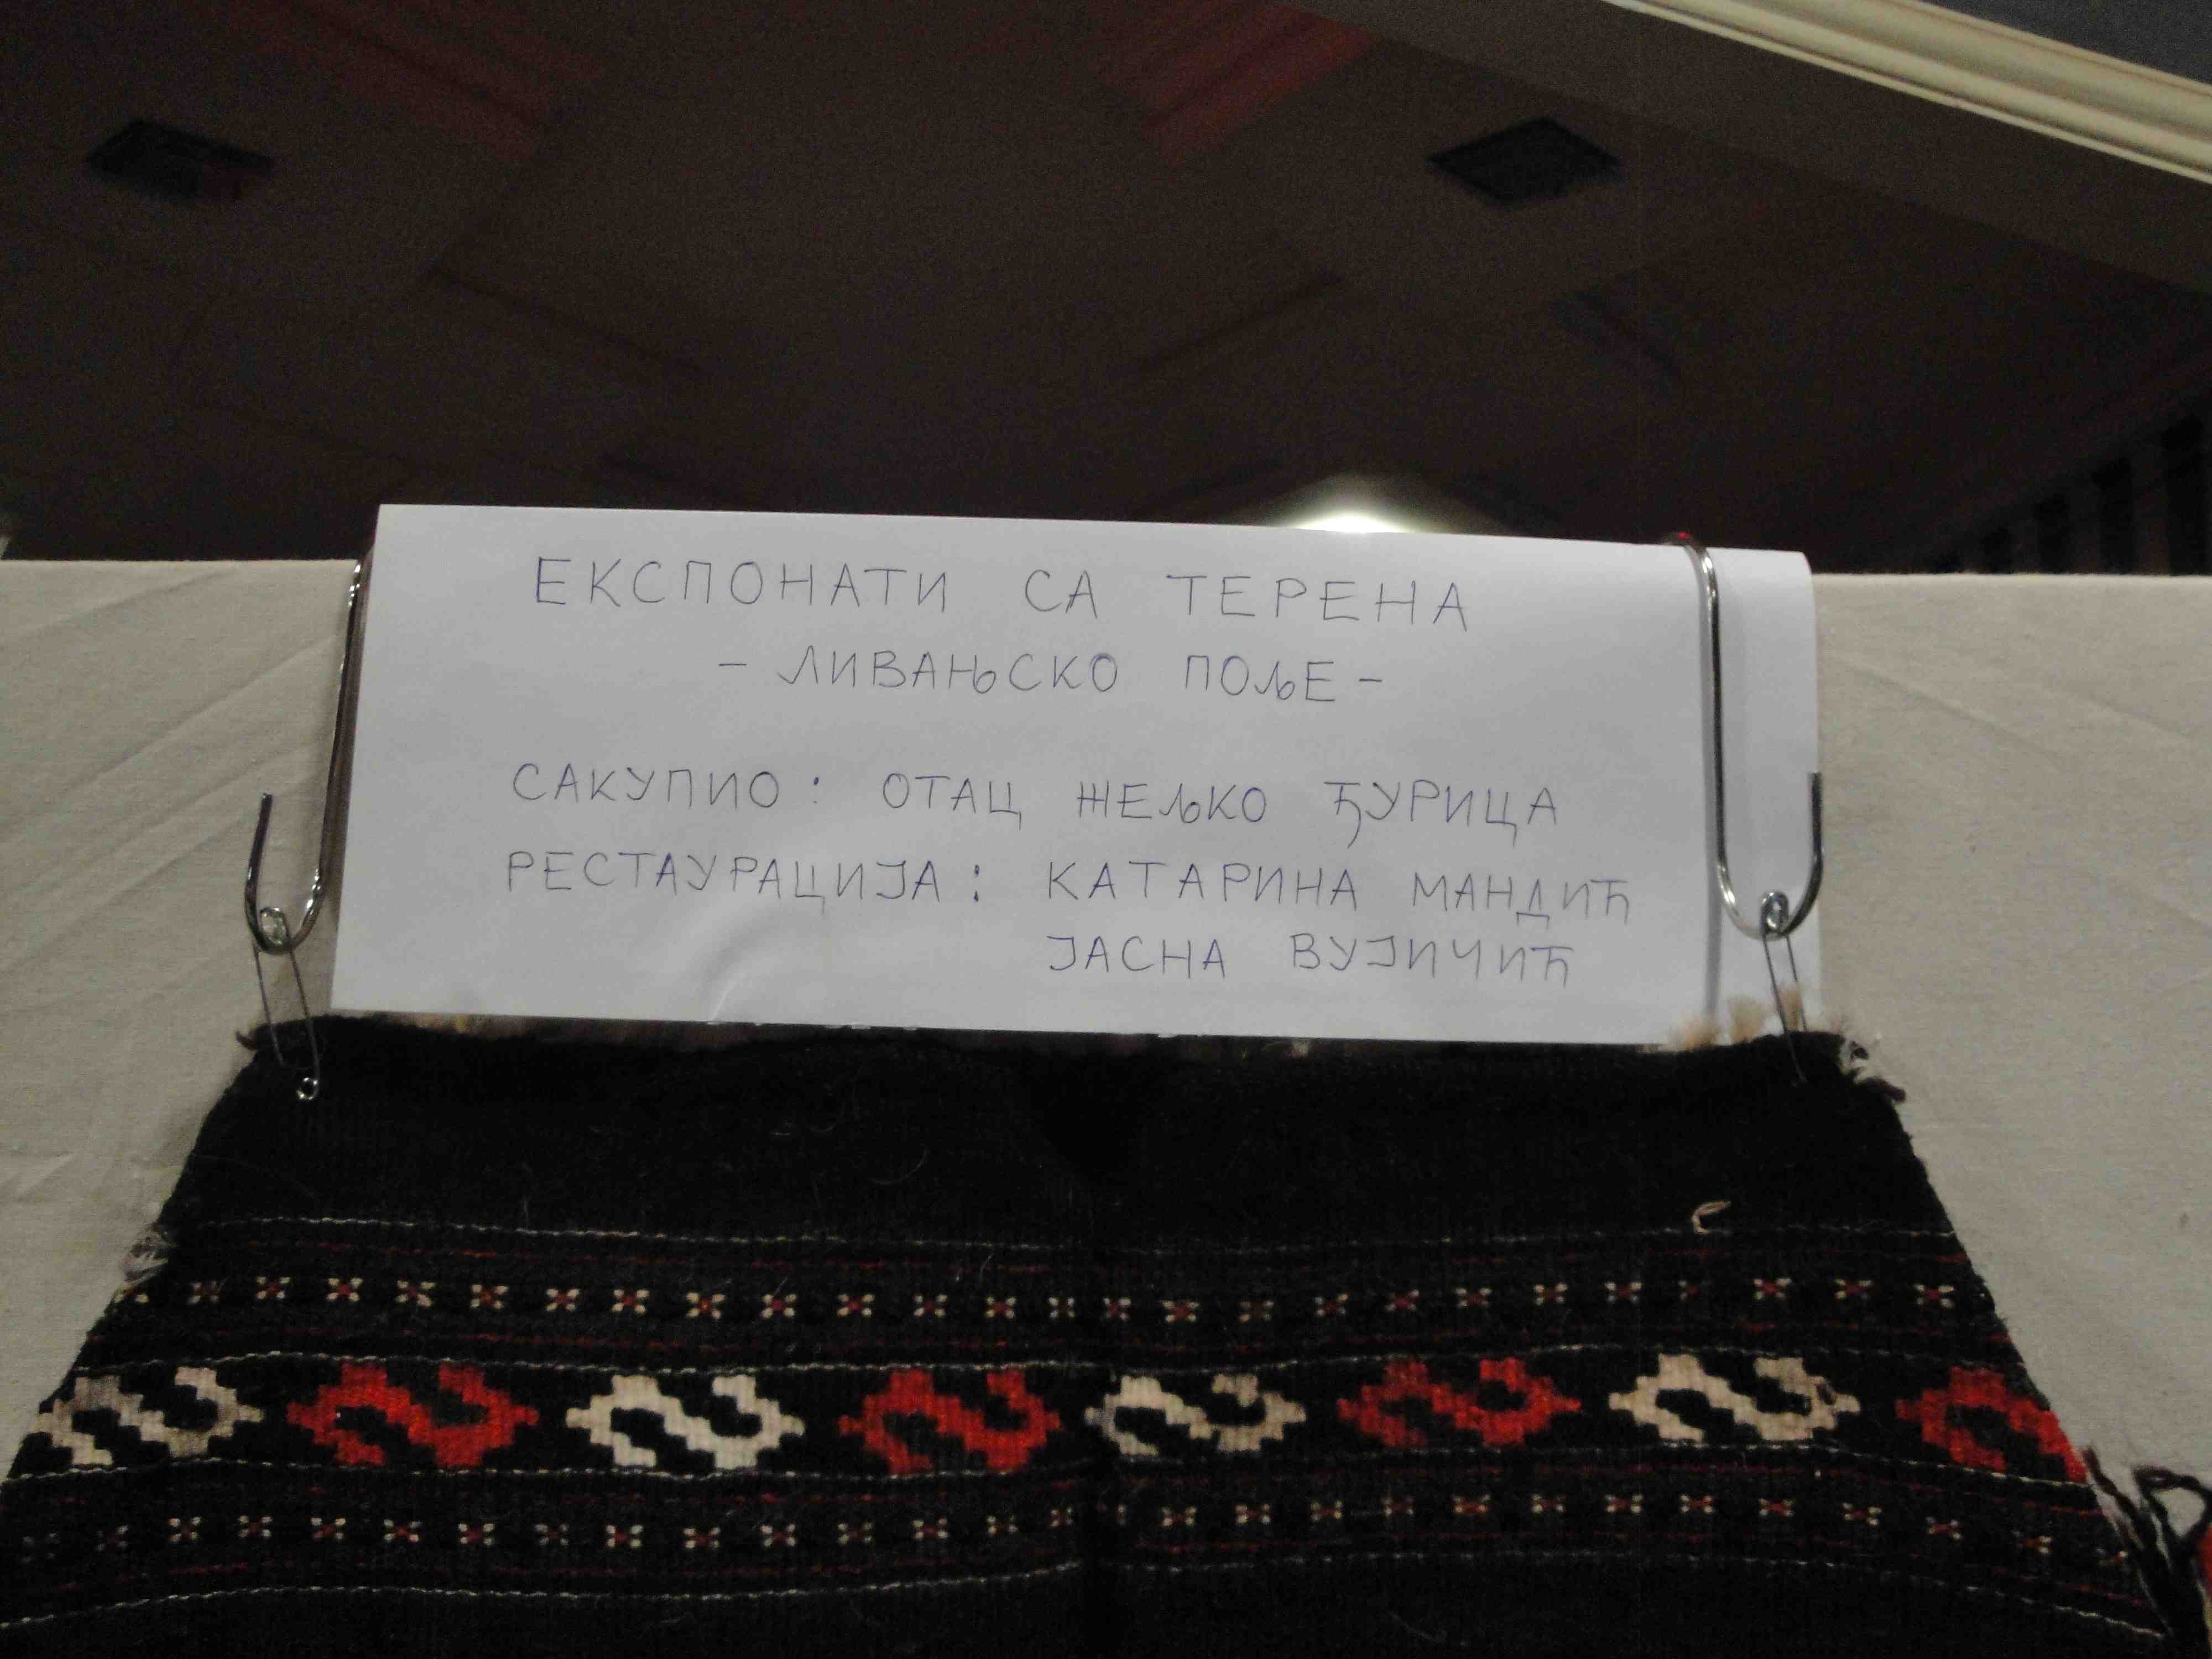 ЕКСПОНАТИ СА ТЕРЕНА
- ЛИВАЊСКО ПОЉЕ -
САКУПИО: ОТАЦ ЖЕЉКО ЂУРИЦА
РЕСТАУРАЦИЈА: КАТАРИНА МАНДИЋ
ЈАСНА ВУЈИЧИЋ